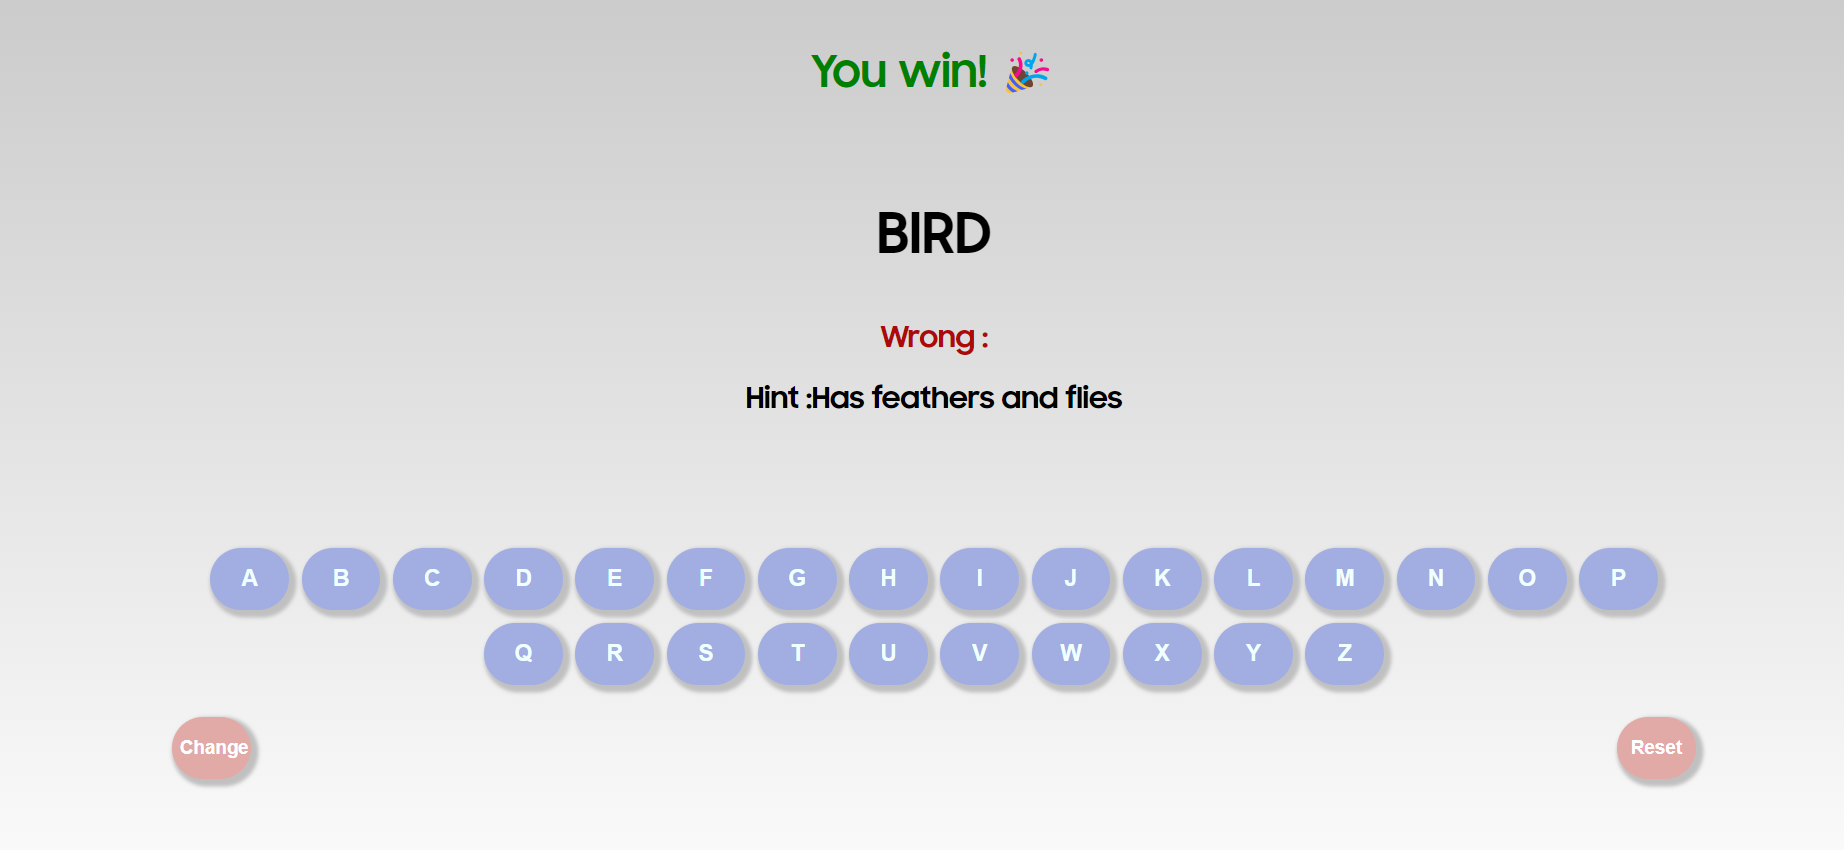 You win! 🎉
BIRD
Wrong :
Hint :Has feathers and flies
A B C D E F G H I J K L M N O P
Q R S T U V W X Y Z
Change Reset